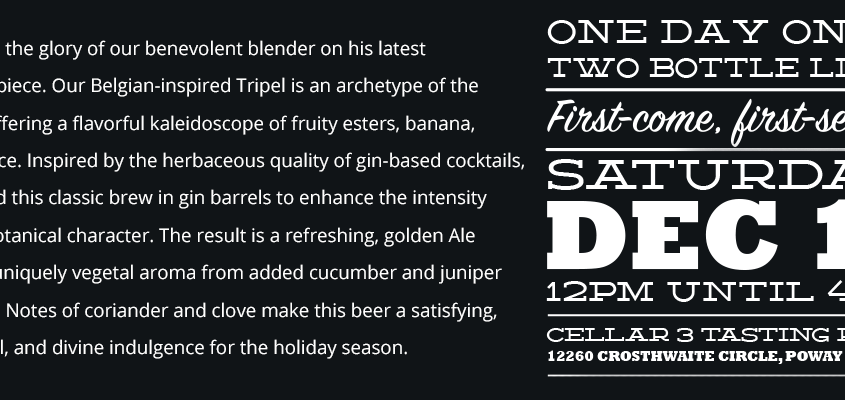 the glory of our benevolent blender on his latest
piece. Our Belgian-inspired Tripel is an archetype of the
ffering a flavorful kaleidoscope of fruity esters, banana,
ce. Inspired by the herbaceous quality of gin-based cocktails,
d this classic brew in gin barrels to enhance the intensity
otanical character. The result is a refreshing, golden Ale
uniquely vegetal aroma from added cucumber and juniper
Notes of coriander and clove make this beer a satisfying,
l, and divine indulgence for the holiday season.
ONE DAY ON
TWO BOTTLE LI
First-come, first-se
SATURDA
DEC 1
12PM UNTIL 4
CELLAR 3 TASTING
12260 CROSTHWAITE CIRCLE, POWAY